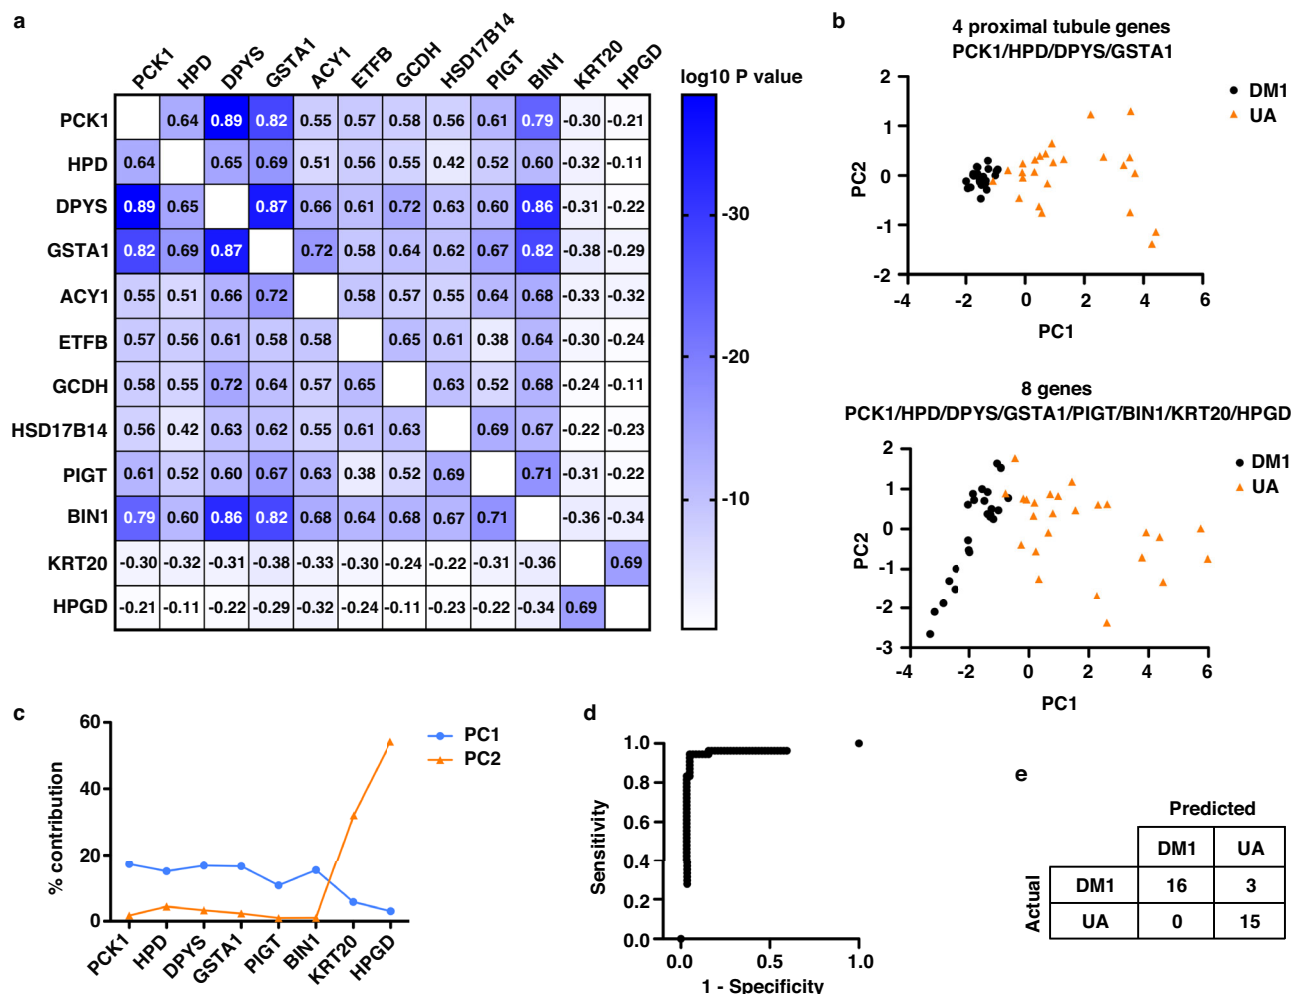 a
PCK1 HPD DPYS GSTA1 ACY1 ETFB GCDH HSD17B14 PIGT BIN1 KRT20 HPGD
PCK1 0.64 0.89 0.82 0.55 0.57 0.58 0.56 0.61 0.79 -0.30 -0.21
HPD 0.64 0.65 0.69 0.51 0.56 0.55 0.42 0.52 0.60 -0.32 -0.11
DPYS 0.89 0.65 0.87 0.66 0.61 0.72 0.63 0.60 0.86 -0.31 -0.22
GSTA1 0.82 0.69 0.87 0.72 0.58 0.64 0.62 0.67 0.82 -0.38 -0.29
ACY1 0.55 0.51 0.66 0.72 0.58 0.57 0.55 0.64 0.68 -0.33 -0.32
ETFB 0.57 0.56 0.61 0.58 0.58 0.65 0.61 0.38 0.64 -0.30 -0.24
GCDH 0.58 0.55 0.72 0.64 0.57 0.65 0.63 0.52 0.68 -0.24 -0.11
HSD17B14 0.56 0.42 0.63 0.62 0.55 0.61 0.63 0.69 0.67 -0.22 -0.23
PIGT 0.61 0.52 0.60 0.67 0.63 0.38 0.52 0.69 0.71 -0.31 -0.22
BIN1 0.79 0.60 0.86 0.82 0.68 0.64 0.68 0.67 0.71 -0.36 -0.34
KRT20 -0.30 -0.32 -0.31 -0.38 -0.33 -0.30 -0.24 -0.22 -0.31 -0.36 0.69
HPGD -0.21 -0.11 -0.22 -0.29 -0.32 -0.24 -0.11 -0.23 -0.22 -0.34 0.69
log10 P value
-30
-20
-10
b
4 proximal tubule genes
PCK1/HPD/DPYS/GSTA1
DM1
UA
PC2
2
1
0
-1
-2
-4 -2 0 2 4 6
PC1
8 genes
PCK1/HPD/DPYS/GSTA1/PIGT/BIN1/KRT20/HPGD
DM1
UA
PC2
2
1
0
-1
-2
-3
-4 -2 0 2 4 6
PC1
c
% contribution
60
40
20
0
PCK1 HPD DPYS GSTA1 PIGT BIN1 KRT20 HPGD
PC1
PC2
d
Sensitivity
1.0
0.8
0.6
0.4
0.2
0.0
0.0 0.5 1.0
1 - Specificity
e
Predicted
DM1 UA
Actual
DM1 16 3
UA 0 15